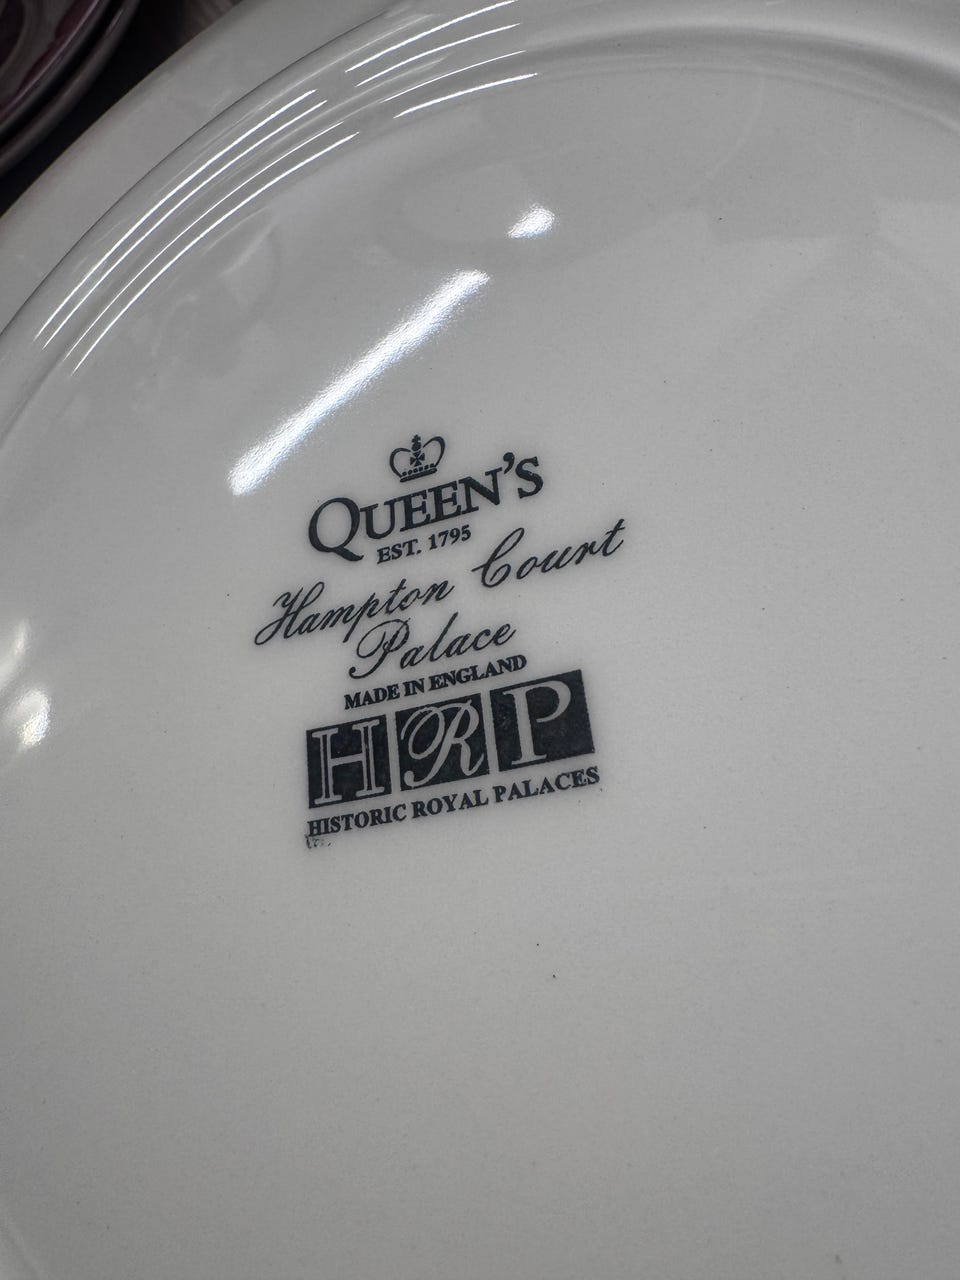 QUEEN'S
EST. 1795
Hampton Court
Palace
MADE IN ENGLAND
HRP
HISTORIC ROYAL PALACES